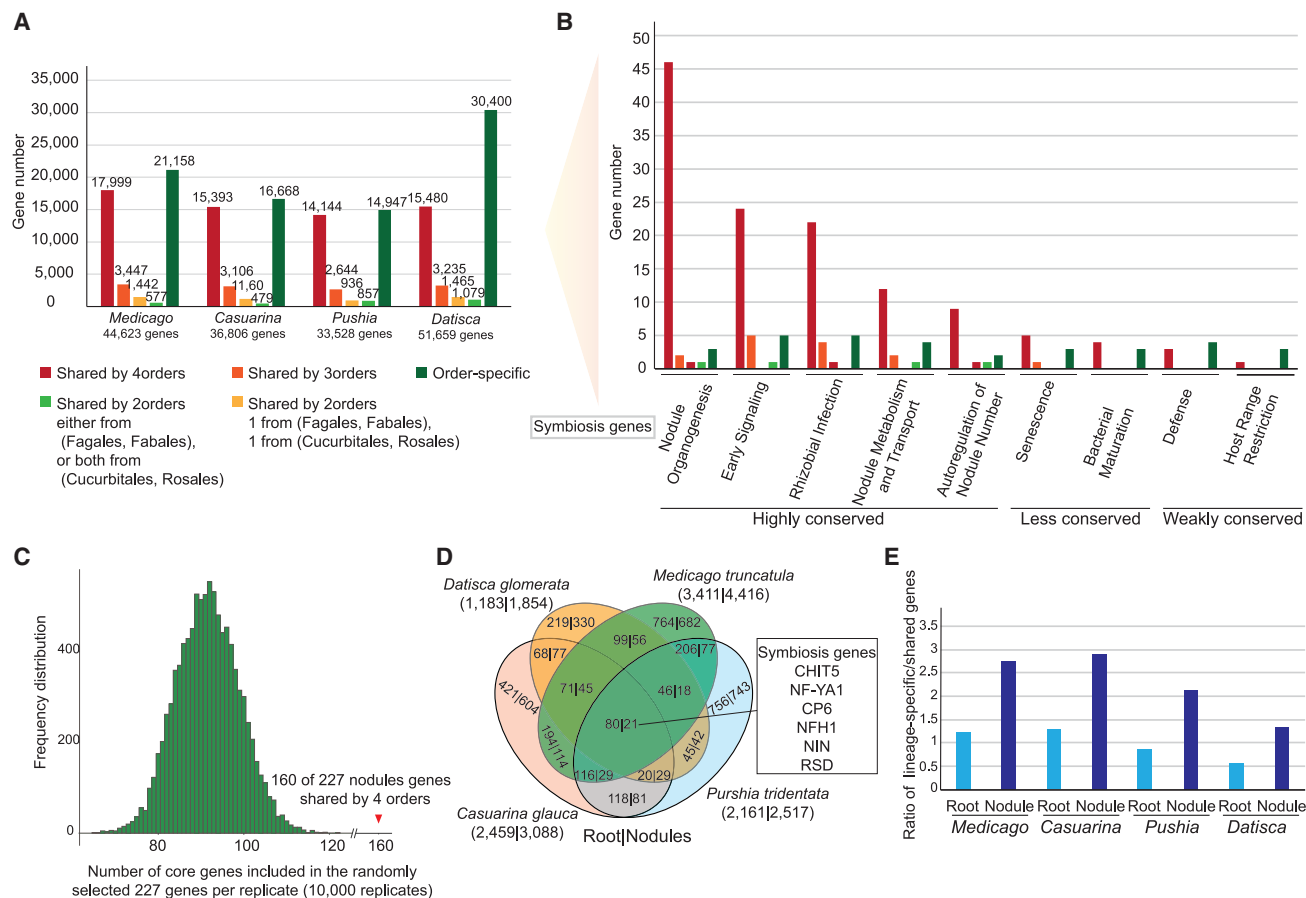 A
35,000
30,000
25,000
20,000
15,000
10,000
5,000
0
Gene number
17,999
3,447
1,442
577
21,158
15,393
3,106
11,60
479
16,668
14,144
2,644
936
857
14,947
15,480
3,235
1,465
1,079
30,400
Medicago
44,623 genes
Casuarina
36,806 genes
Pushia
33,528 genes
Datisca
51,659 genes
Shared by 4orders
Shared by 3orders
Order-specific
Shared by 2orders
either from
(Fagales, Fabales),
or both from
(Cucurbitales, Rosales)
Shared by 2orders
1 from (Fagales, Fabales),
1 from (Cucurbitales, Rosales)
Symbiosis genes
B
50
45
40
35
30
25
20
15
10
5
0
Gene number
Nodule
Organogenesis
Early Signaling
Rhizobial Infection
Nodule Metabolism
and Transport
Autoregulation of
Nodule Number
Senescence
Bacterial
Maturation
Defense
Host Range
Restriction
Highly conserved
Less conserved
Weakly conserved
C
Frequency distribution
400
200
0
80
100
120
160
160 of 227 nodules genes
shared by 4 orders
Number of core genes included in the randomly
selected 227 genes per replicate (10,000 replicates)
D
Datisca glomerata
(1,183|1,854)
Medicago truncatula
(3,411|4,416)
219|330
764|682
99|56
68|77
206|77
421|604
71|45
46|18
756|743
80|21
194|114
45|42
116|29
20|29
118|81
Casuarina glauca
(2,459|3,088)
Purshia tridentata
(2,161|2,517)
Root|Nodules
Symbiosis genes
CHIT5
NF-YA1
CP6
NFH1
NIN
RSD
E
Ratio of lineage-specific/shared genes
3.5
3
2.5
2
1.5
1
0.5
0
Root Nodule Root Nodule Root Nodule Root Nodule
Medicago Casuarina Pushia Datisca